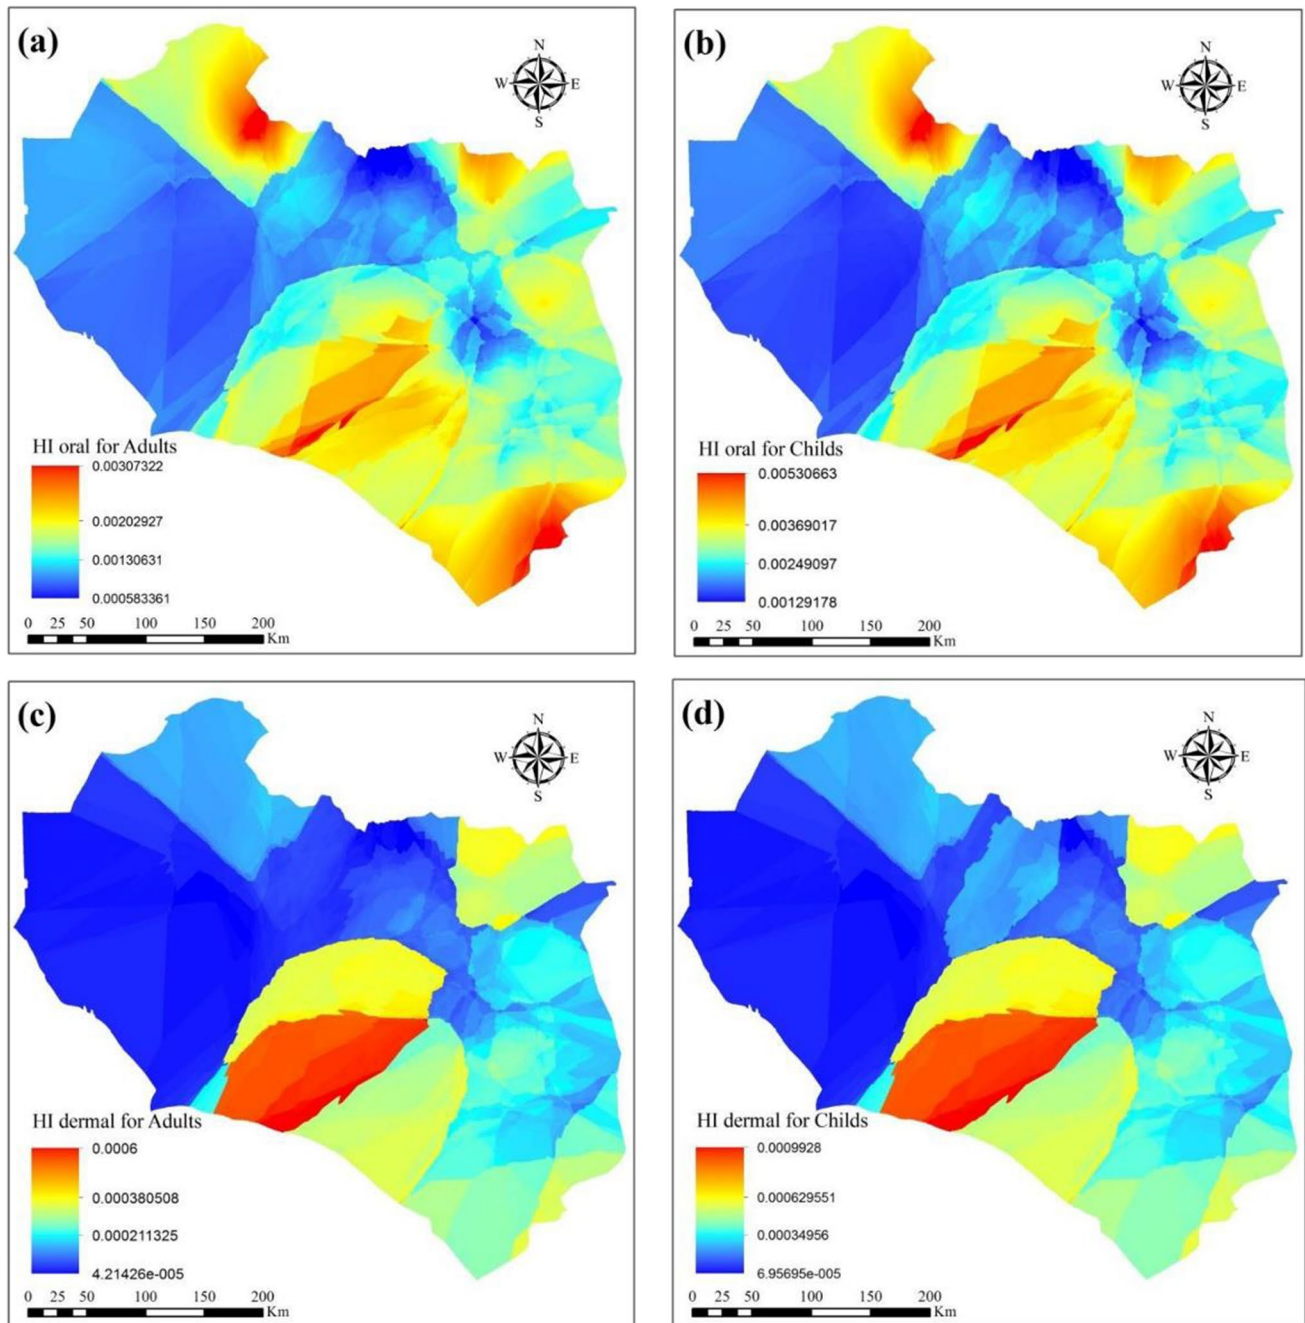 (a)
N
W E
S
HI oral for Adults
0.00307322
0.00202927
0.00130631
0.000583361
0 25 50 100 150 200
Km
(b)
N
W E
S
HI oral for Childs
0.00530663
0.00369017
0.00249097
0.00129178
0 25 50 100 150 200
Km
(c)
N
W E
S
HI dermal for Adults
0.0006
0.000380508
0.000211325
4.21426e-005
0 25 50 100 150 200
Km
(d)
N
W E
S
HI dermal for Childs
0.0009928
0.000629551
0.00034956
6.95695e-005
0 25 50 100 150 200
Km